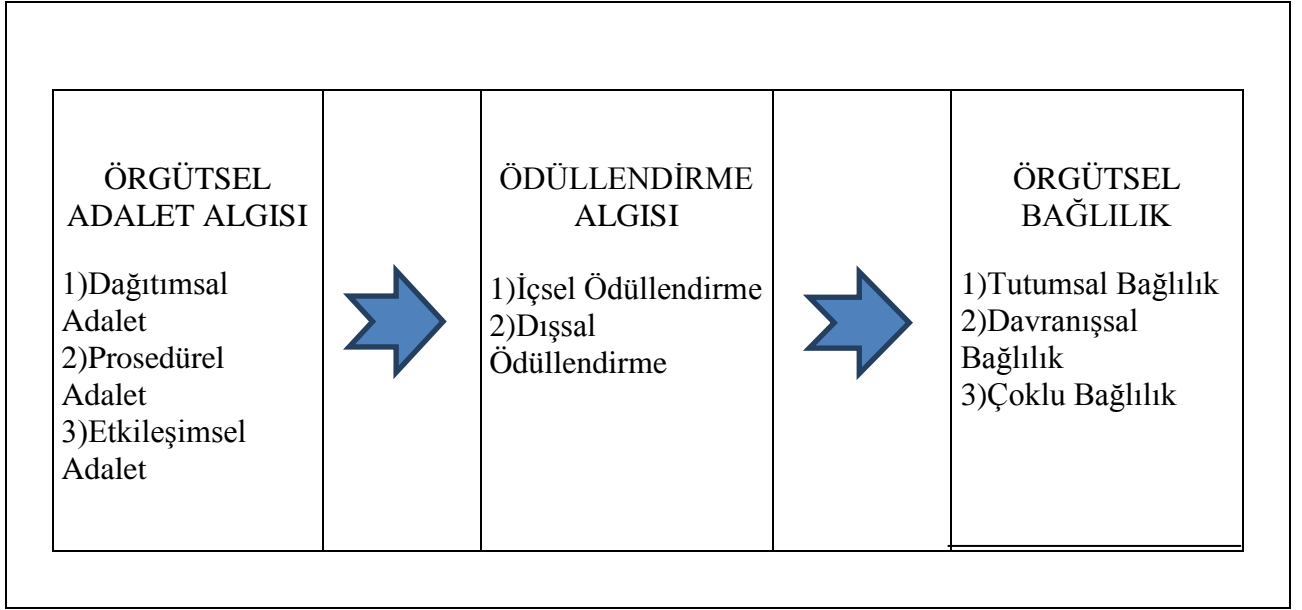 ÖRGÜTSEL
ADALET ALGISI
1)Dağıtımsal
Adalet
2)Prosedürel
Adalet
3)Etkileşimsel
Adalet
ÖDÜLLENDİRME
ALGISI
1)İçsel Ödüllendirme
2)Dışsal
Ödüllendirme
ÖRGÜTSEL
BAĞLILIK
1)Tutumsal Bağlılık
2)Davranışsal
Bağlılık
3)Çoklu Bağlılık